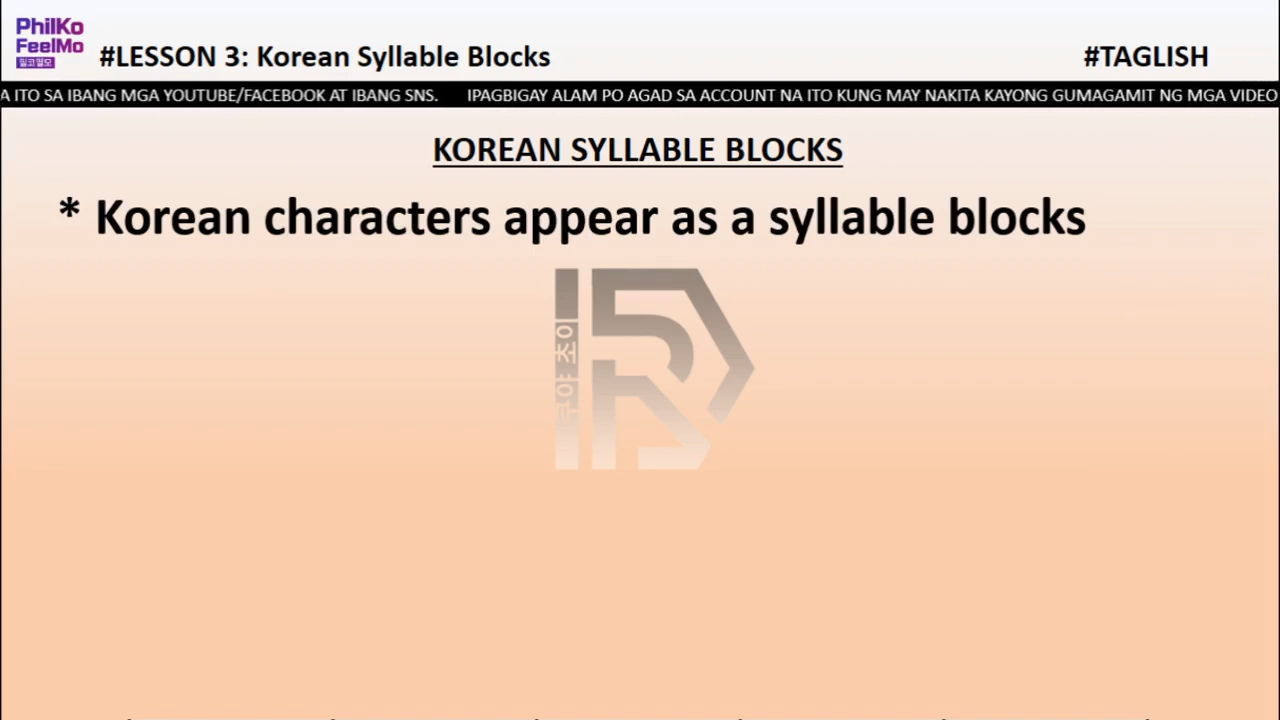 PhilKo
FeelMo
필코필모
#LESSON 3: Korean Syllable Blocks
#TAGLISH
A ITO SA IBANG MGA YOUTUBE/FACEBOOK AT IBANG SNS. IPAGBIGAY ALAM PO AGAD SA ACCOUNT NA ITO KUNG MAY NAKITA KAYONG GUMAGAMIT NG MGA VIDEO
KOREAN SYLLABLE BLOCKS
* Korean characters appear as a syllable blocks